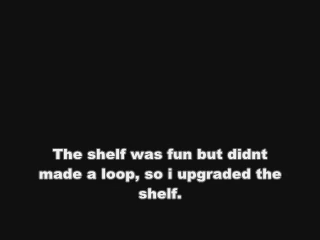 The shelf was fun but didnt
made a loop, so i upgraded the
shelf.